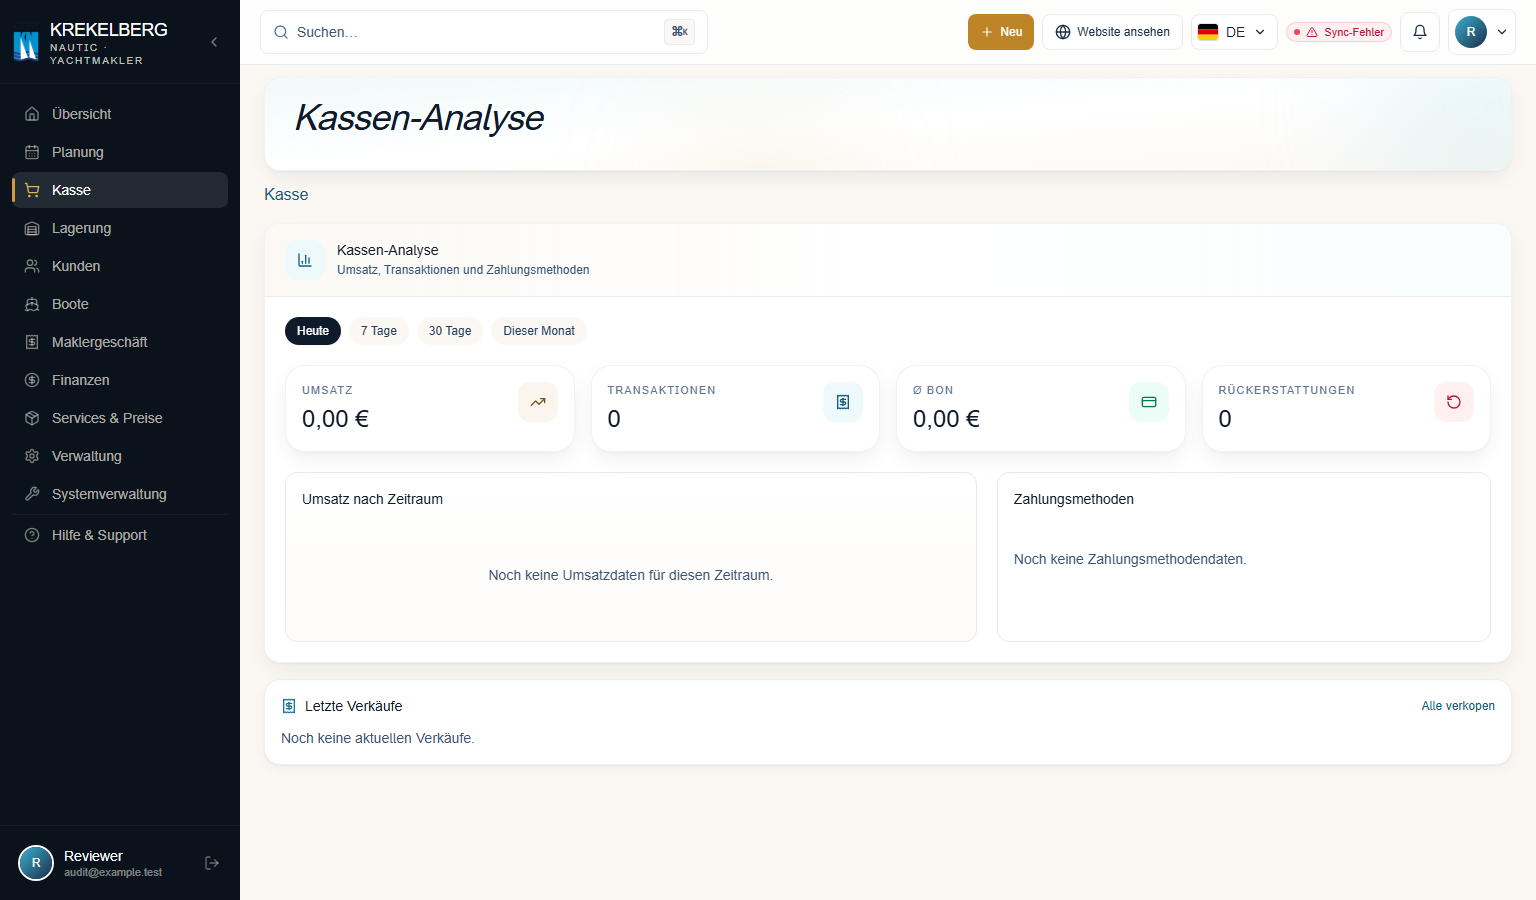 KREKELBERG
NAUTIC ·
YACHTMAKLER
Suchen...
⌘K
Neu
Website ansehen
DE
Sync-Fehler
R
Übersicht
Planung
Kasse
Lagerung
Kunden
Boote
Maklergeschäft
Finanzen
Services & Preise
Verwaltung
Systemverwaltung
Hilfe & Support
R
Reviewer
audit@example.test
Kassen-Analyse
Kasse
Kassen-Analyse
Umsatz, Transaktionen und Zahlungsmethoden
Heute
7 Tage
30 Tage
Dieser Monat
UMSATZ
0,00 €
TRANSAKTIONEN
0
Ø BON
0,00 €
RÜCKERSTATTUNGEN
0
Umsatz nach Zeitraum
Noch keine Umsatzdaten für diesen Zeitraum.
Zahlungsmethoden
Noch keine Zahlungsmethodendaten.
Letzte Verkäufe
Alle verkopen
Noch keine aktuellen Verkäufe.